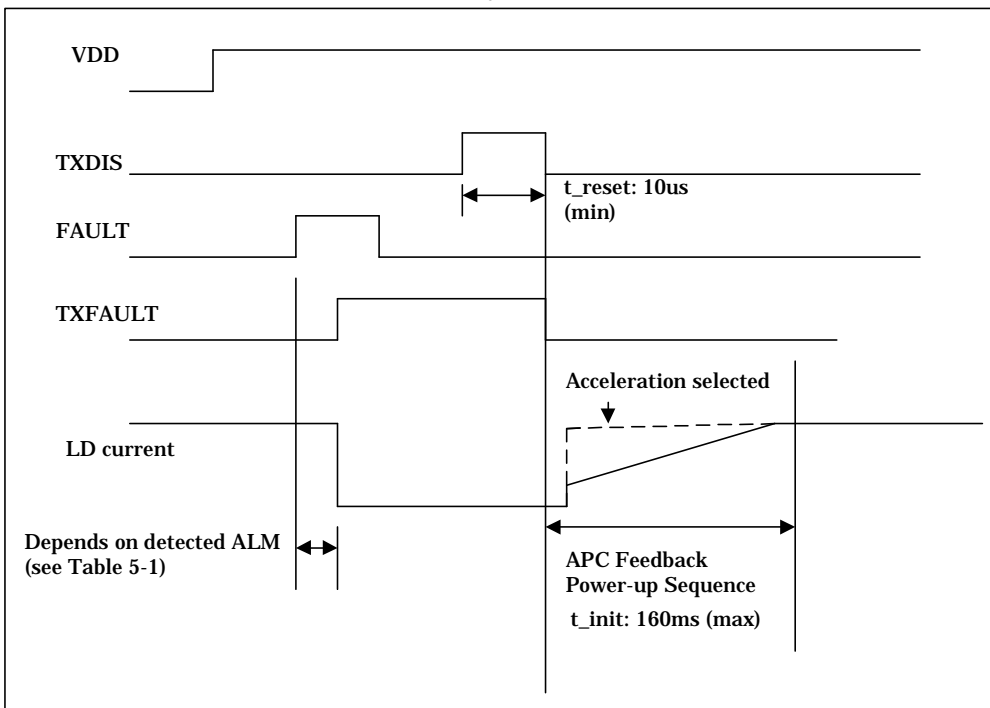 VDD
TXDIS
t_reset: 10us
(min)
FAULT
TXFAULT
Acceleration selected
LD current
Depends on detected ALM
(see Table 5-1)
APC Feedback
Power-up Sequence
t_init: 160ms (max)